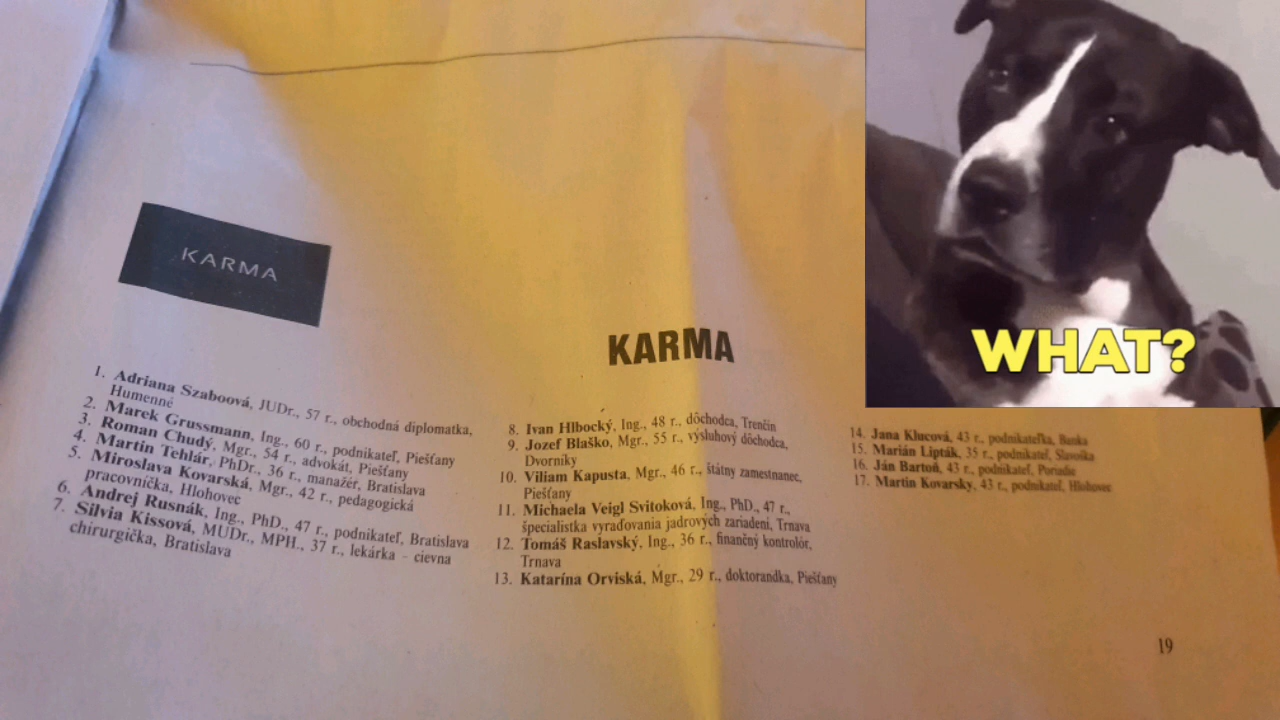 KARMA
KARMA
1. Adriana Szaboová, JUDr., 57 r., obchodná diplomatka,
Humenné
2. Marek Grussmann, Ing., 60 r., podnikateľ, Piešťany
3. Roman Chudý, Mgr., 54 r., advokát, Piešťany
4. Martin Tehlár, PhDr., 36 r., manažér, Bratislava
5. Miroslava Kovarská, Mgr., 42 r., pedagogická
pracovníčka, Hlohovec
6. Andrej Rusnák, Ing., PhD., 47 r., podnikateľ, Bratislava
7. Silvia Kissová, MUDr., MPH., 37 r., lekárka - cievna
chirurgička, Bratislava
8. Ivan Hlbocký, Ing., 48 r., dôchodca, Trenčín
9. Jozef Blaško, Mgr., 55 r., výsluhový dôchodca,
Dvorníky
10. Viliam Kapusta, Mgr., 46 r., štátny zamestnanec,
Piešťany
11. Michaela Veigl Svitoková, Ing., PhD., 47 r.,
špecialistka vyraďovania jadrových zariadení, Trnava
12. Tomáš Raslavský, Ing., 36 r., finančný kontrolór,
Trnava
13. Katarína Orviská, Mgr., 29 r., doktorandka, Piešťany
14. Jana Klucová, 43 r., podnikateľka, Banka
15. Marián Lipták, 35 r., podnikateľ,
16. Ján Bartoň, 43 r., podnikateľ,
17. Martin Kovarsky, 43 r., podnikateľ, Hlohovec
19
WHAT?